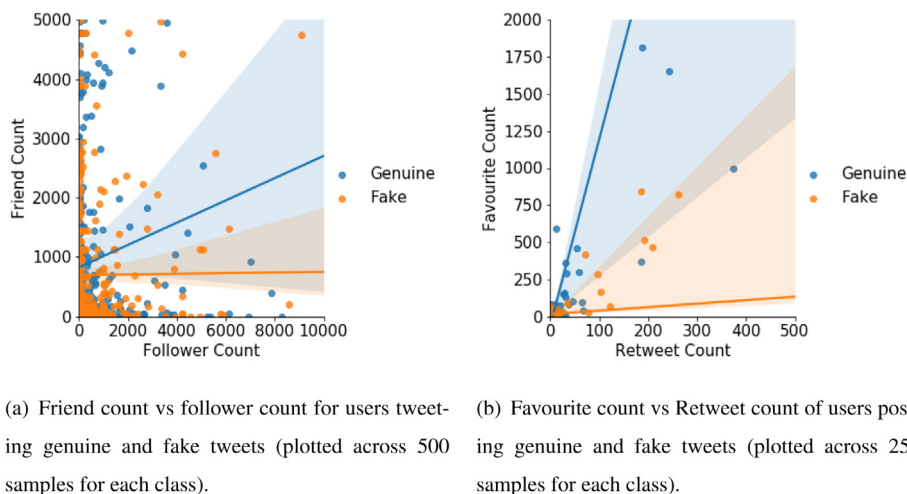 5000
4000
3000
2000
1000
0
Friend Count
0 2000 4000 6000 8000 10000
Follower Count
Genuine
Fake
2000
1750
1500
1250
1000
750
500
250
0
Favourite Count
0 100 200 300 400 500
Retweet Count
Genuine
Fake
(a) Friend count vs follower count for users tweet-
ing genuine and fake tweets (plotted across 500
samples for each class).
(b) Favourite count vs Retweet count of users pos
ing genuine and fake tweets (plotted across 25
samples for each class).